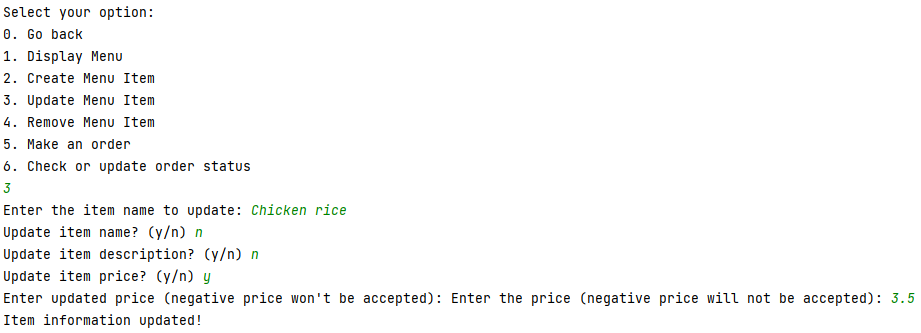 Select your option:
0. Go back
1. Display Menu
2. Create Menu Item
3. Update Menu Item
4. Remove Menu Item
5. Make an order
6. Check or update order status
3
Enter the item name to update: Chicken rice
Update item name? (y/n) n
Update item description? (y/n) n
Update item price? (y/n) y
Enter updated price (negative price won't be accepted): Enter the price (negative price will not be accepted): 3.5
Item information updated!